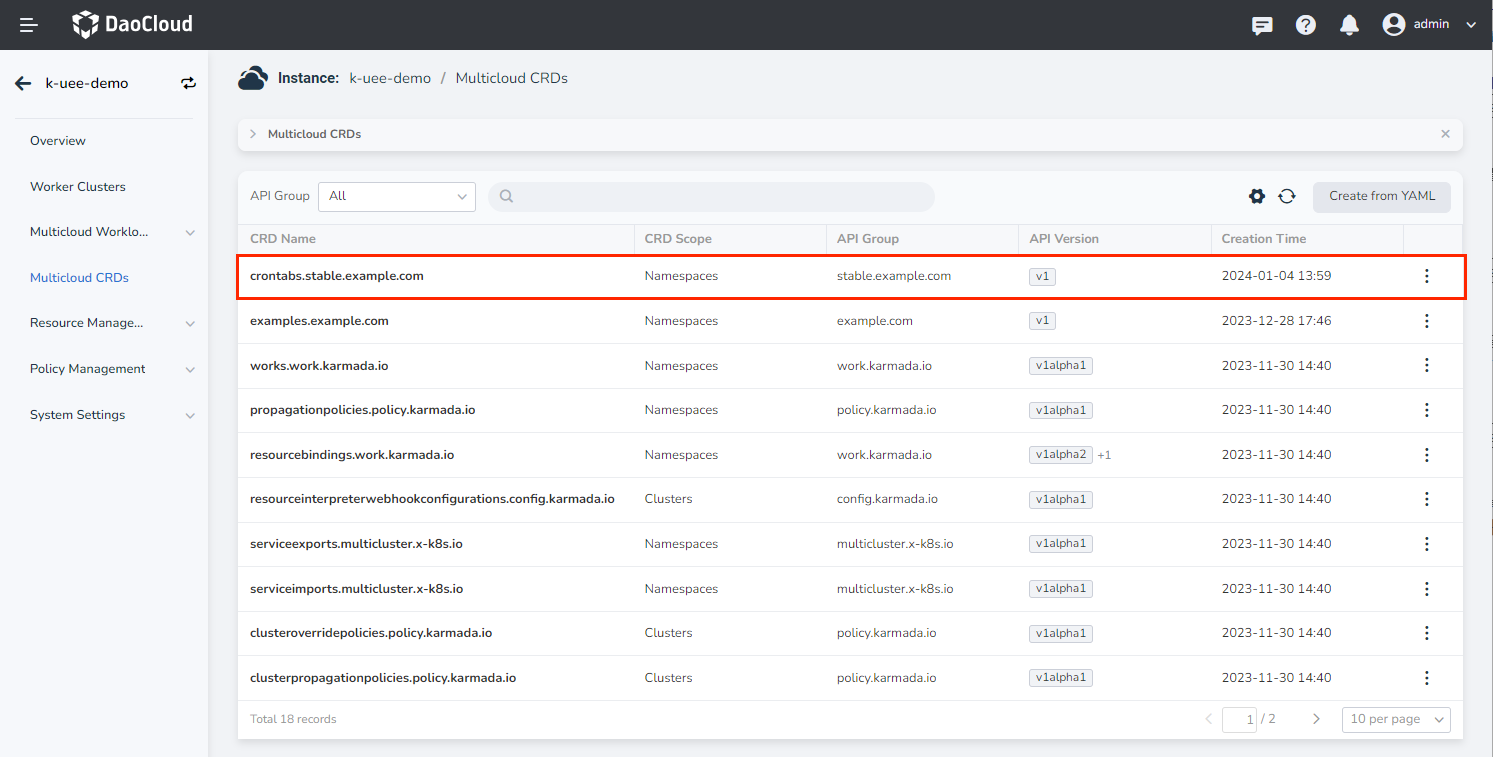 DaoCloud
admin
k-uee-demo
Instance: k-uee-demo / Multicloud CRDs
Overview
Worker Clusters
Multicloud Worklo...
Multicloud CRDs
Resource Manage...
Policy Management
System Settings
Multicloud CRDs
API Group All Create from YAML
CRD Name CRD Scope API Group API Version Creation Time
crontabs.stable.example.com Namespaces stable.example.com v1 2024-01-04 13:59
examples.example.com Namespaces example.com v1 2023-12-28 17:46
works.work.karmada.io Namespaces work.karmada.io v1alpha1 2023-11-30 14:40
propagationpolicies.policy.karmada.io Namespaces policy.karmada.io v1alpha1 2023-11-30 14:40
resourcebindings.work.karmada.io Namespaces work.karmada.io v1alpha2 +1 2023-11-30 14:40
resourceinterpreterwebhookconfigurations.config.karmada.io Clusters config.karmada.io v1alpha1 2023-11-30 14:40
serviceexports.multicluster.x-k8s.io Namespaces multicluster.x-k8s.io v1alpha1 2023-11-30 14:40
serviceimports.multicluster.x-k8s.io Namespaces multicluster.x-k8s.io v1alpha1 2023-11-30 14:40
clusteroverridepolicies.policy.karmada.io Clusters policy.karmada.io v1alpha1 2023-11-30 14:40
clusterpropagationpolicies.policy.karmada.io Clusters policy.karmada.io v1alpha1 2023-11-30 14:40
Total 18 records 1 / 2 10 per page